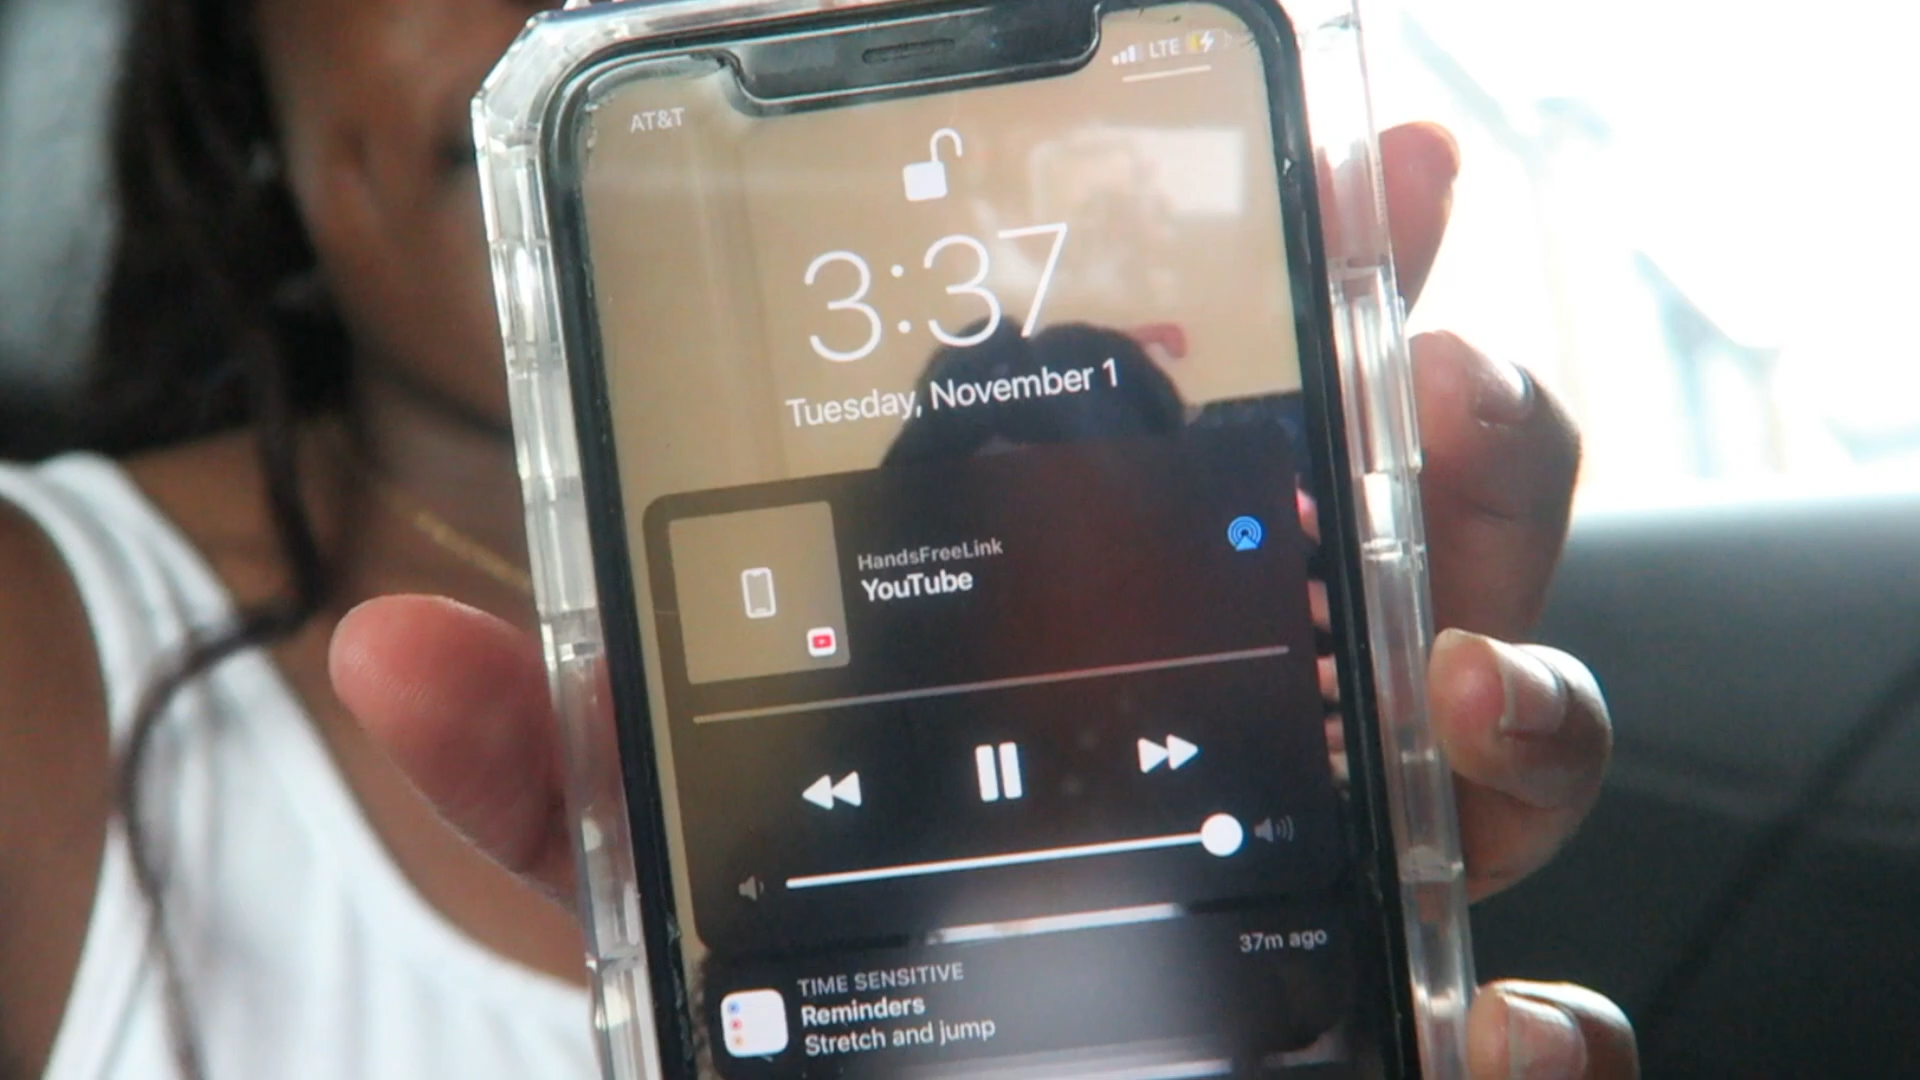 LTE
AT&T
3:37
Tuesday, November 1
HandsFreeLink
YouTube
37m ago
TIME SENSITIVE
Reminders
Stretch and jump